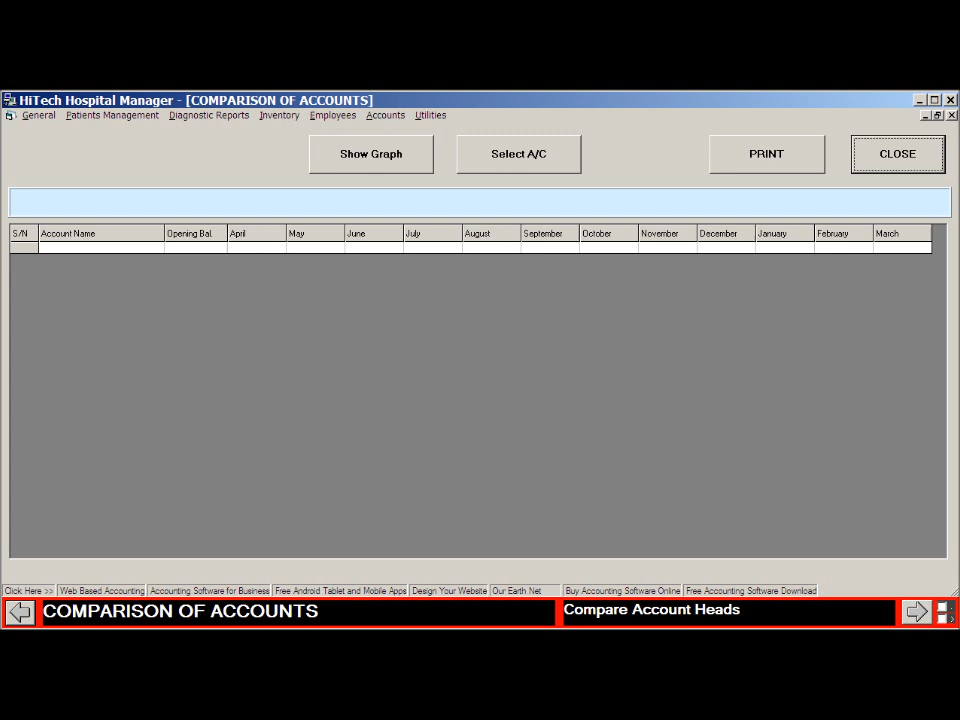 HiTech Hospital Manager - [COMPARISON OF ACCOUNTS]
General Patients Management Diagnostic Reports Inventory Employees Accounts Utilities
Show Graph Select A/C PRINT CLOSE
S/N Account Name Opening Bal. April May June July August September October November December January February March
Click Here >> Web Based Accounting Accounting Software for Business Free Android Tablet and Mobile Apps Design Your Website Our Earth Net Buy Accounting Software Online Free Accounting Software Download
COMPARISON OF ACCOUNTS Compare Account Heads